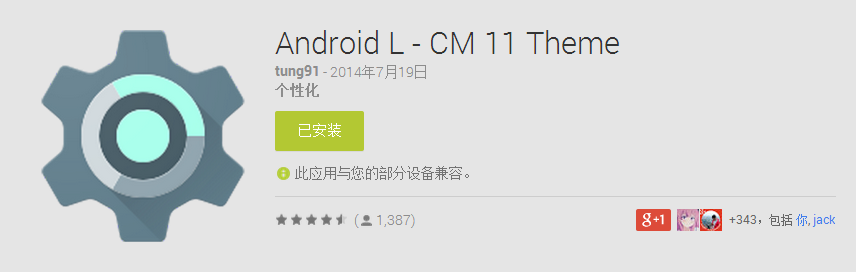 Android L - CM 11 Theme
tung91 - 2014年7月19日
个性化
已安装
此应用与您的部分设备兼容。
(1,387)
g+1 +343，包括 你, jack